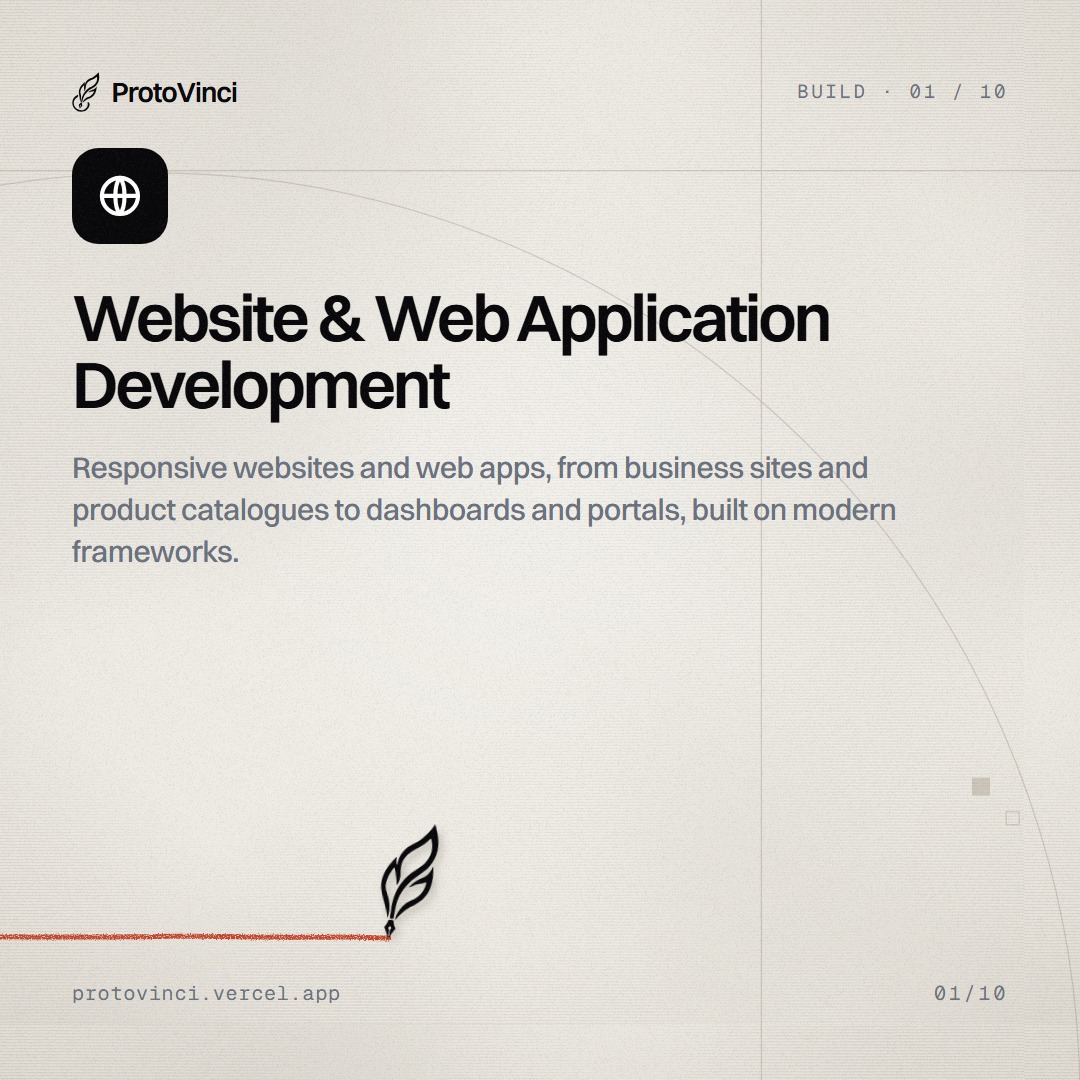 ProtoVinci
BUILD · 01 / 10
Website & Web Application
Development
Responsive websites and web apps, from business sites and
product catalogues to dashboards and portals, built on modern
frameworks.
protovinci.vercel.app
01/10